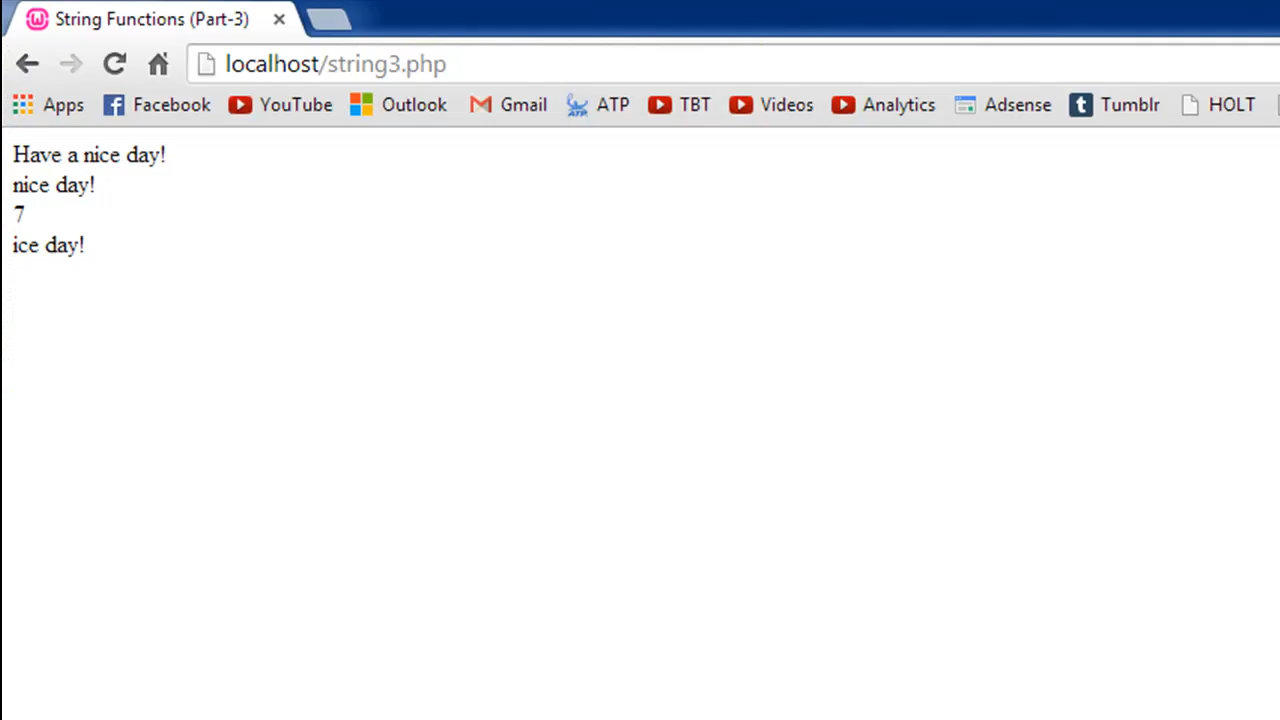 String Functions (Part-3)
localhost/string3.php
Apps Facebook YouTube Outlook Gmail ATP TBT Videos Analytics Adsense Tumblr HOLT
Have a nice day!
nice day!
7
ice day!